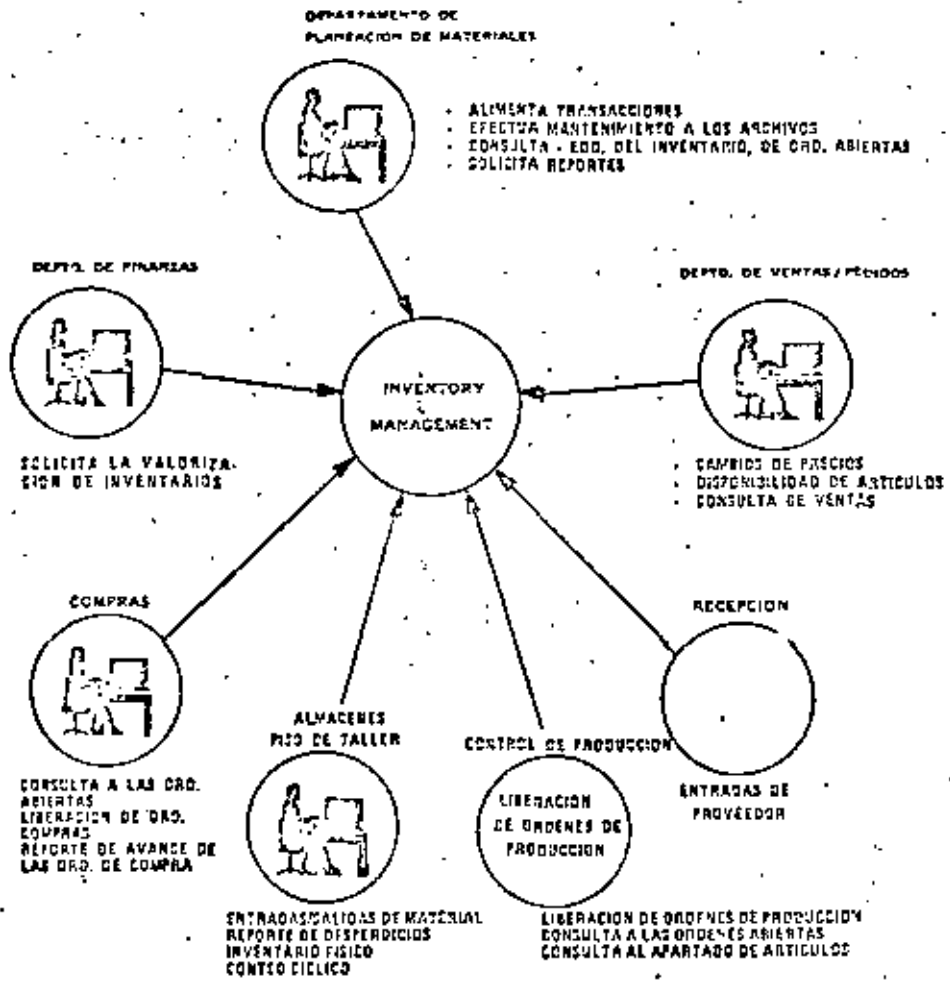 DEPARTAMENTO DE
PLANEACION DE MATERIALES
- ALIMENTA TRANSACCIONES
- EFECTUA MANTENIMIENTO A LOS ARCHIVOS
- CONSULTA - EDO. DEL INVENTARIO, DE ORD. ABIERTAS
- SOLICITA REPORTES
DEPTO. DE FINANZAS
DEPTO. DE VENTAS/PEDIDOS
INVENTORY
MANAGEMENT
SOLICITA LA VALORIZA-
CION DE INVENTARIOS
- CAMBIOS DE PRECIOS
- DISPONIBILIDAD DE ARTICULOS
- CONSULTA DE VENTAS
COMPRAS
RECEPCION
ALMACENES
PISO DE TALLER
CONTROL DE PRODUCCION
CONSULTA A LAS ORD.
ABIERTAS
LIBERACION DE ORD.
COMPRAS
REPORTE DE AVANCE DE
LAS ORD. DE COMPRA
LIBERACION
DE ORDENES DE
PRODUCCION
ENTRADAS DE
PROVEEDOR
ENTRADAS/SALIDAS DE MATERIAL
REPORTE DE DESPERDICIOS
INVENTARIO FISICO
CONTEO CICLICO
LIBERACION DE ORDENES DE PRODUCCION
CONSULTA A LAS ORDENES ABIERTAS
CONSULTA AL APARTADO DE ARTICULOS